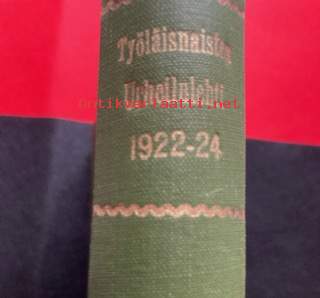 Työläisnaisten
Antikvariaatti.net
Urheilulehti
1922-24